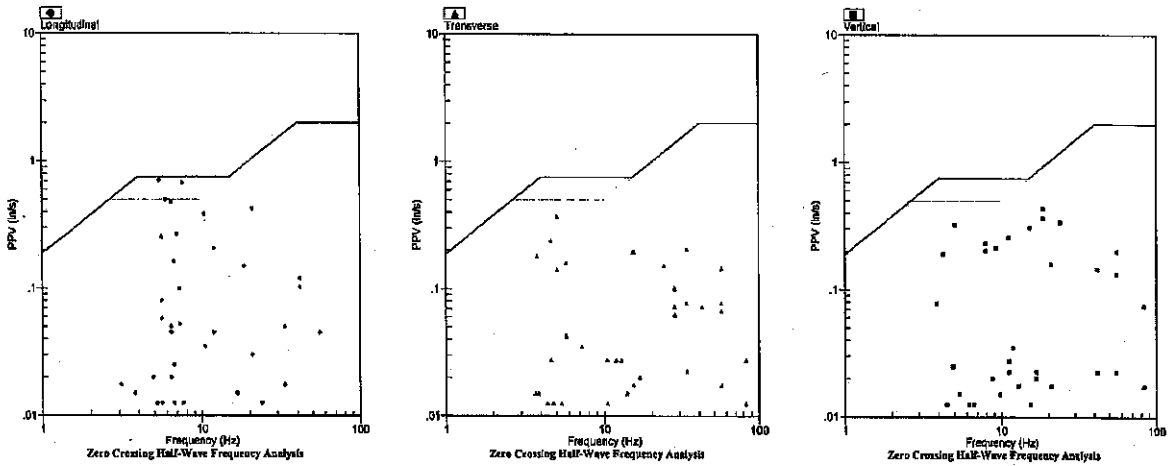 Longitudinal
10
1
.1
.01
PPV (in/s)
1
10
100
Frequency (Hz)
Zero Crossing Half-Wave Frequency Analysis
Transverse
10
1
.1
.01
PPV (in/s)
1
10
100
Frequency (Hz)
Zero Crossing Half-Wave Frequency Analysis
Vertical
10
1
.1
.01
PPV (in/s)
1
10
100
Frequency (Hz)
Zero Crossing Half-Wave Frequency Analysis